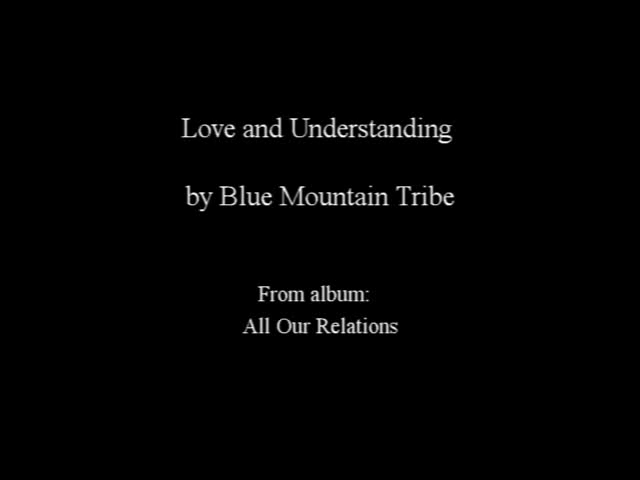 Love and Understanding
by Blue Mountain Tribe
From album:
All Our Relations